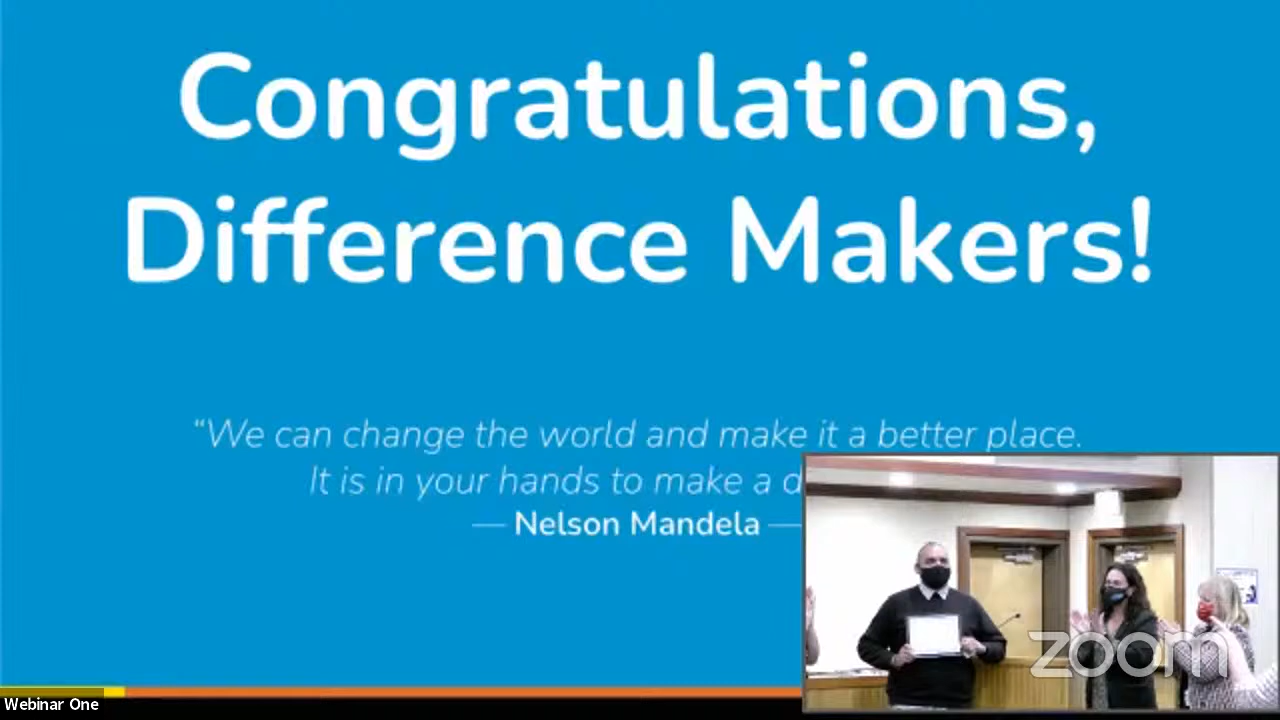 Congratulations,
Difference Makers!
“We can change the world and make it a better place.
It is in your hands to make a d
— Nelson Mandela —
zoom
Webinar One